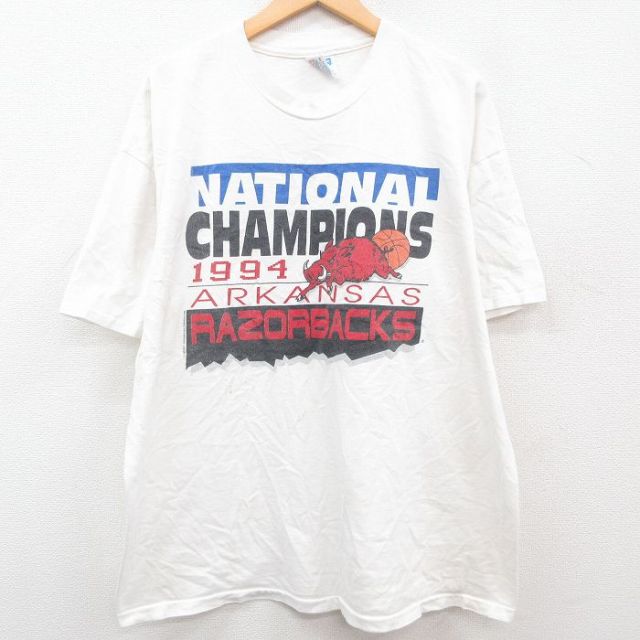 NATIONAL
CHAMPIONS
1994
ARKANSAS
RAZORBACKS